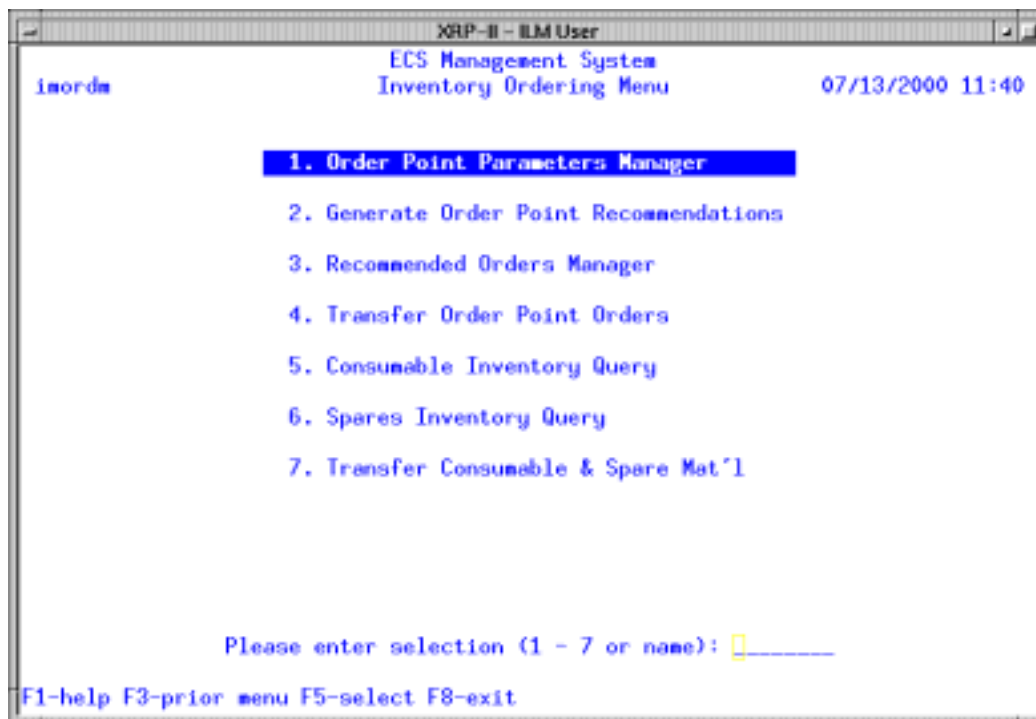 XRP-II - ILM User
ECS Management System
imordm Inventory Ordering Menu 07/13/2000 11:40
1. Order Point Parameters Manager
2. Generate Order Point Recommendations
3. Recommended Orders Manager
4. Transfer Order Point Orders
5. Consumable Inventory Query
6. Spares Inventory Query
7. Transfer Consumable & Spare Mat'l
Please enter selection (1 - 7 or name): ________
F1-help F3-prior menu F5-select F8-exit